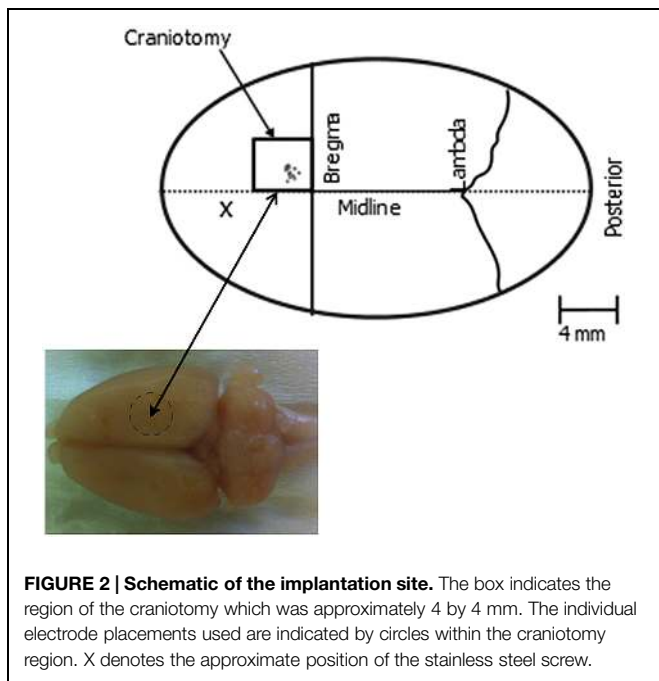 Craniotomy
Bregma
Lambda
Posterior
X
Midline
4 mm
FIGURE 2 | Schematic of the implantation site. The box indicates the
region of the craniotomy which was approximately 4 by 4 mm. The individual
electrode placements used are indicated by circles within the craniotomy
region. X denotes the approximate position of the stainless steel screw.